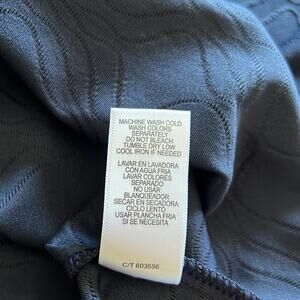 MACHINE WASH COLD
WASH COLORS
SEPARATELY
DO NOT BLEACH
TUMBLE DRY LOW
COOL IRON IF NEEDED
LAVAR EN LAVADORA
CON AGUA FRIA
LAVAR COLORES
SEPARADO
NO USAR
BLANQUEADOR
SECAR EN SECADORA
CICLO LENTO
USAR PLANCHA FRIA
SI SE NECESITA
C/T 603556